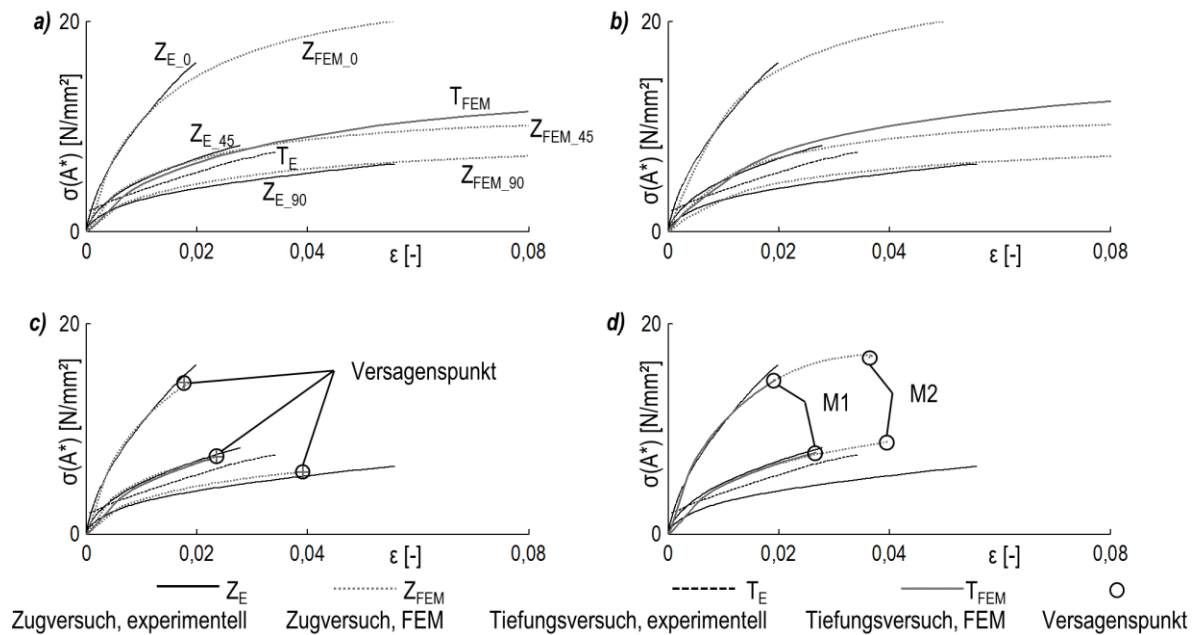 a)
20
σ(A*) [N/mm²]
0
Z_E_0
Z_FEM_0
Z_E_45
T_FEM
Z_FEM_45
T_E
Z_E_90
Z_FEM_90
0
0,02
0,04
ε [-]
0,08
b)
20
σ(A*) [N/mm²]
0
0
0,02
0,04
ε [-]
0,08
c)
20
σ(A*) [N/mm²]
0
Versagenspunkt
0
0,02
0,04
ε [-]
0,08
d)
20
σ(A*) [N/mm²]
0
M1
M2
0
0,02
0,04
ε [-]
0,08
Z_E
Z_FEM
T_E
T_FEM
Zugversuch, experimentell
Zugversuch, FEM
Tiefungsversuch, experimentell
Tiefungsversuch, FEM
Versagenspunkt